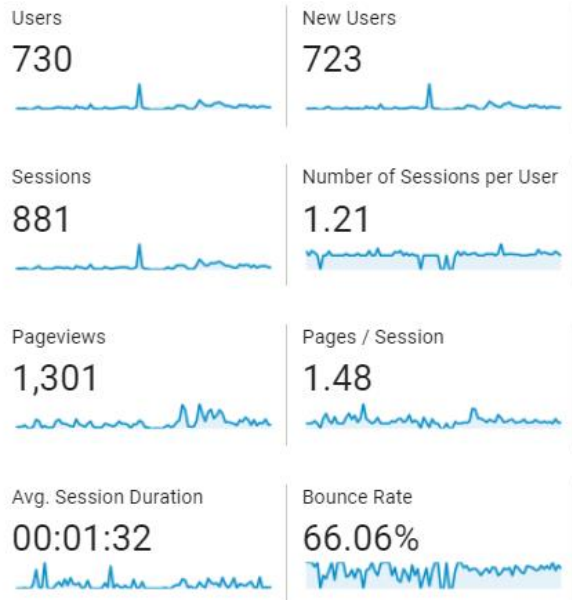 Users
730
New Users
723
Sessions
881
Number of Sessions per User
1.21
Pageviews
1,301
Pages / Session
1.48
Avg. Session Duration
00:01:32
Bounce Rate
66.06%